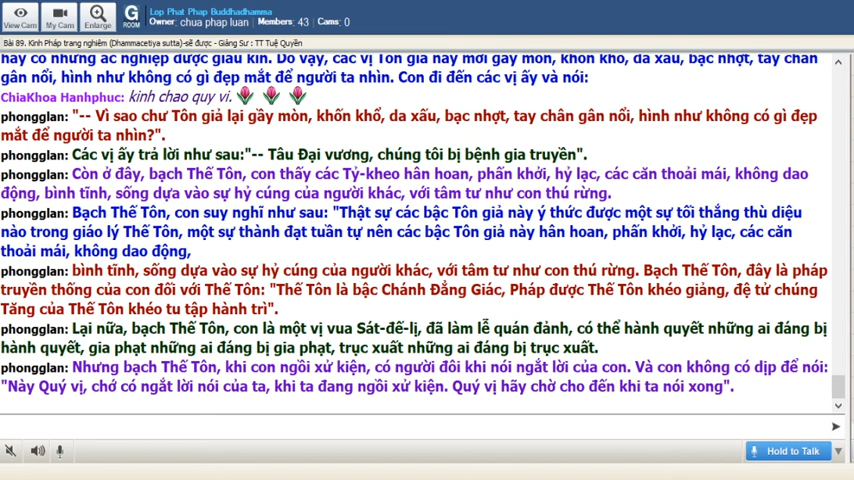 View Cam
My Cam
Enlarge
G ROOM
Lop Phat Phap Buddhadhamma
Owner: chua phap luan Members: 43 Cams: 0
Bài 89. Kinh Pháp trang nghiêm (Dhammacetiya sutta)-sẽ được - Giảng Sư : TT Tuệ Quyền
hay có những ác nghiệp được giấu kín. Do vậy, các vị Tôn giả này mới gầy mòn, khốn khổ, da xấu, bạc nhợt, tay chân
gân nổi, hình như không có gì đẹp mắt để người ta nhìn. Con đi đến các vị ấy và nói:
ChiaKhoa Hanhphuc: kinh chao quy vi.
phongglan: "-- Vì sao chư Tôn giả lại gầy mòn, khốn khổ, da xấu, bạc nhợt, tay chân gân nổi, hình như không có gì đẹp
mắt để người ta nhìn?".
phongglan: Các vị ấy trả lời như sau:"-- Tâu Đại vương, chúng tôi bị bệnh gia truyền".
phongglan: Còn ở đây, bạch Thế Tôn, con thấy các Tỷ-kheo hân hoan, phấn khởi, hỷ lạc, các căn thoải mái, không dao
động, bình tĩnh, sống dựa vào sự hỷ cúng của người khác, với tâm tư như con thú rừng.
phongglan: Bạch Thế Tôn, con suy nghĩ như sau: "Thật sự các bậc Tôn giả này ý thức được một sự tối thắng thù diệu
nào trong giáo lý Thế Tôn, một sự thành đạt tuần tự nên các bậc Tôn giả này hân hoan, phấn khởi, hỷ lạc, các căn
thoải mái, không dao động,
phongglan: bình tĩnh, sống dựa vào sự hỷ cúng của người khác, với tâm tư như con thú rừng. Bạch Thế Tôn, đây là pháp
truyền thống của con đối với Thế Tôn: "Thế Tôn là bậc Chánh Đẳng Giác, Pháp được Thế Tôn khéo giảng, đệ tử chúng
Tăng của Thế Tôn khéo tu tập hành trì".
phongglan: Lại nữa, bạch Thế Tôn, con là một vị vua Sát-đế-lị, đã làm lễ quán đảnh, có thể hành quyết những ai đáng bị
hành quyết, gia phạt những ai đáng bị gia phạt, trục xuất những ai đáng bị trục xuất.
phongglan: Nhưng bạch Thế Tôn, khi con ngồi xử kiện, có người đôi khi nói ngắt lời của con. Và con không có dịp để nói:
"Này Quý vị, chớ có ngắt lời nói của ta, khi ta đang ngồi xử kiện. Quý vị hãy chờ cho đến khi ta nói xong".
Hold to Talk